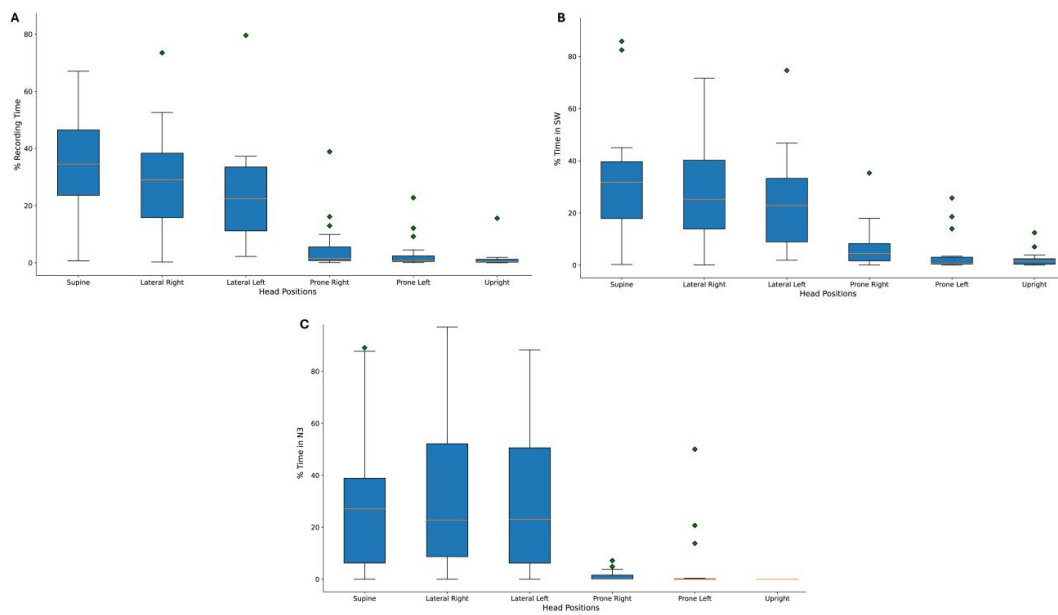 A
80
60
40
20
0
% Recording Time
Supine Lateral Right Lateral Left Prone Right Prone Left Upright
Head Positions
B
80
60
40
20
0
% Time in SW
Supine Lateral Right Lateral Left Prone Right Prone Left Upright
Head Positions
C
80
60
40
20
0
% Time in N3
Supine Lateral Right Lateral Left Prone Right Prone Left Upright
Head Positions